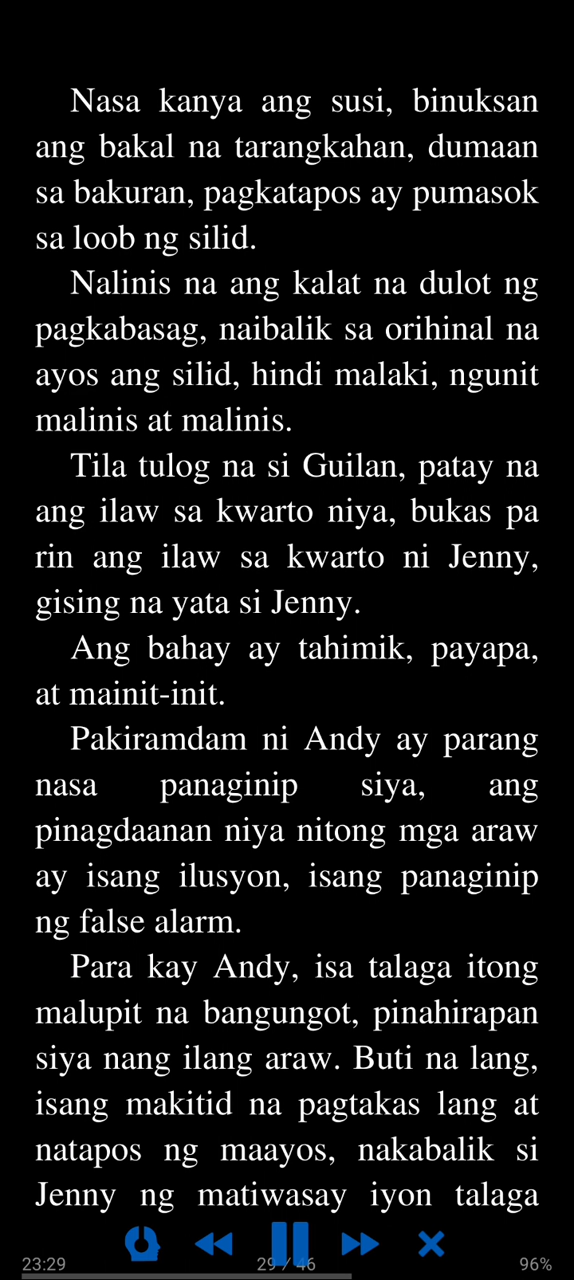 Nasa kanya ang susi, binuksan
ang bakal na tarangkahan, dumaan
sa bakuran, pagkatapos ay pumasok
sa loob ng silid.
Nalinis na ang kalat na dulot ng
pagkabasag, naibalik sa orihinal na
ayos ang silid, hindi malaki, ngunit
malinis at malinis.
Tila tulog na si Guilan, patay na
ang ilaw sa kwarto niya, bukas pa
rin ang ilaw sa kwarto ni Jenny,
gising na yata si Jenny.
Ang bahay ay tahimik, payapa,
at mainit-init.
Pakiramdam ni Andy ay parang
nasa panaginip siya, ang
pinagdaanan niya nitong mga araw
ay isang ilusyon, isang panaginip
ng false alarm.
Para kay Andy, isa talaga itong
malupit na bangungot, pinahirapan
siya nang ilang araw. Buti na lang,
isang makitid na pagtakas lang at
natapos ng maayos, nakabalik si
Jenny ng matiwasay iyon talaga
23:29 29 / 46 96%